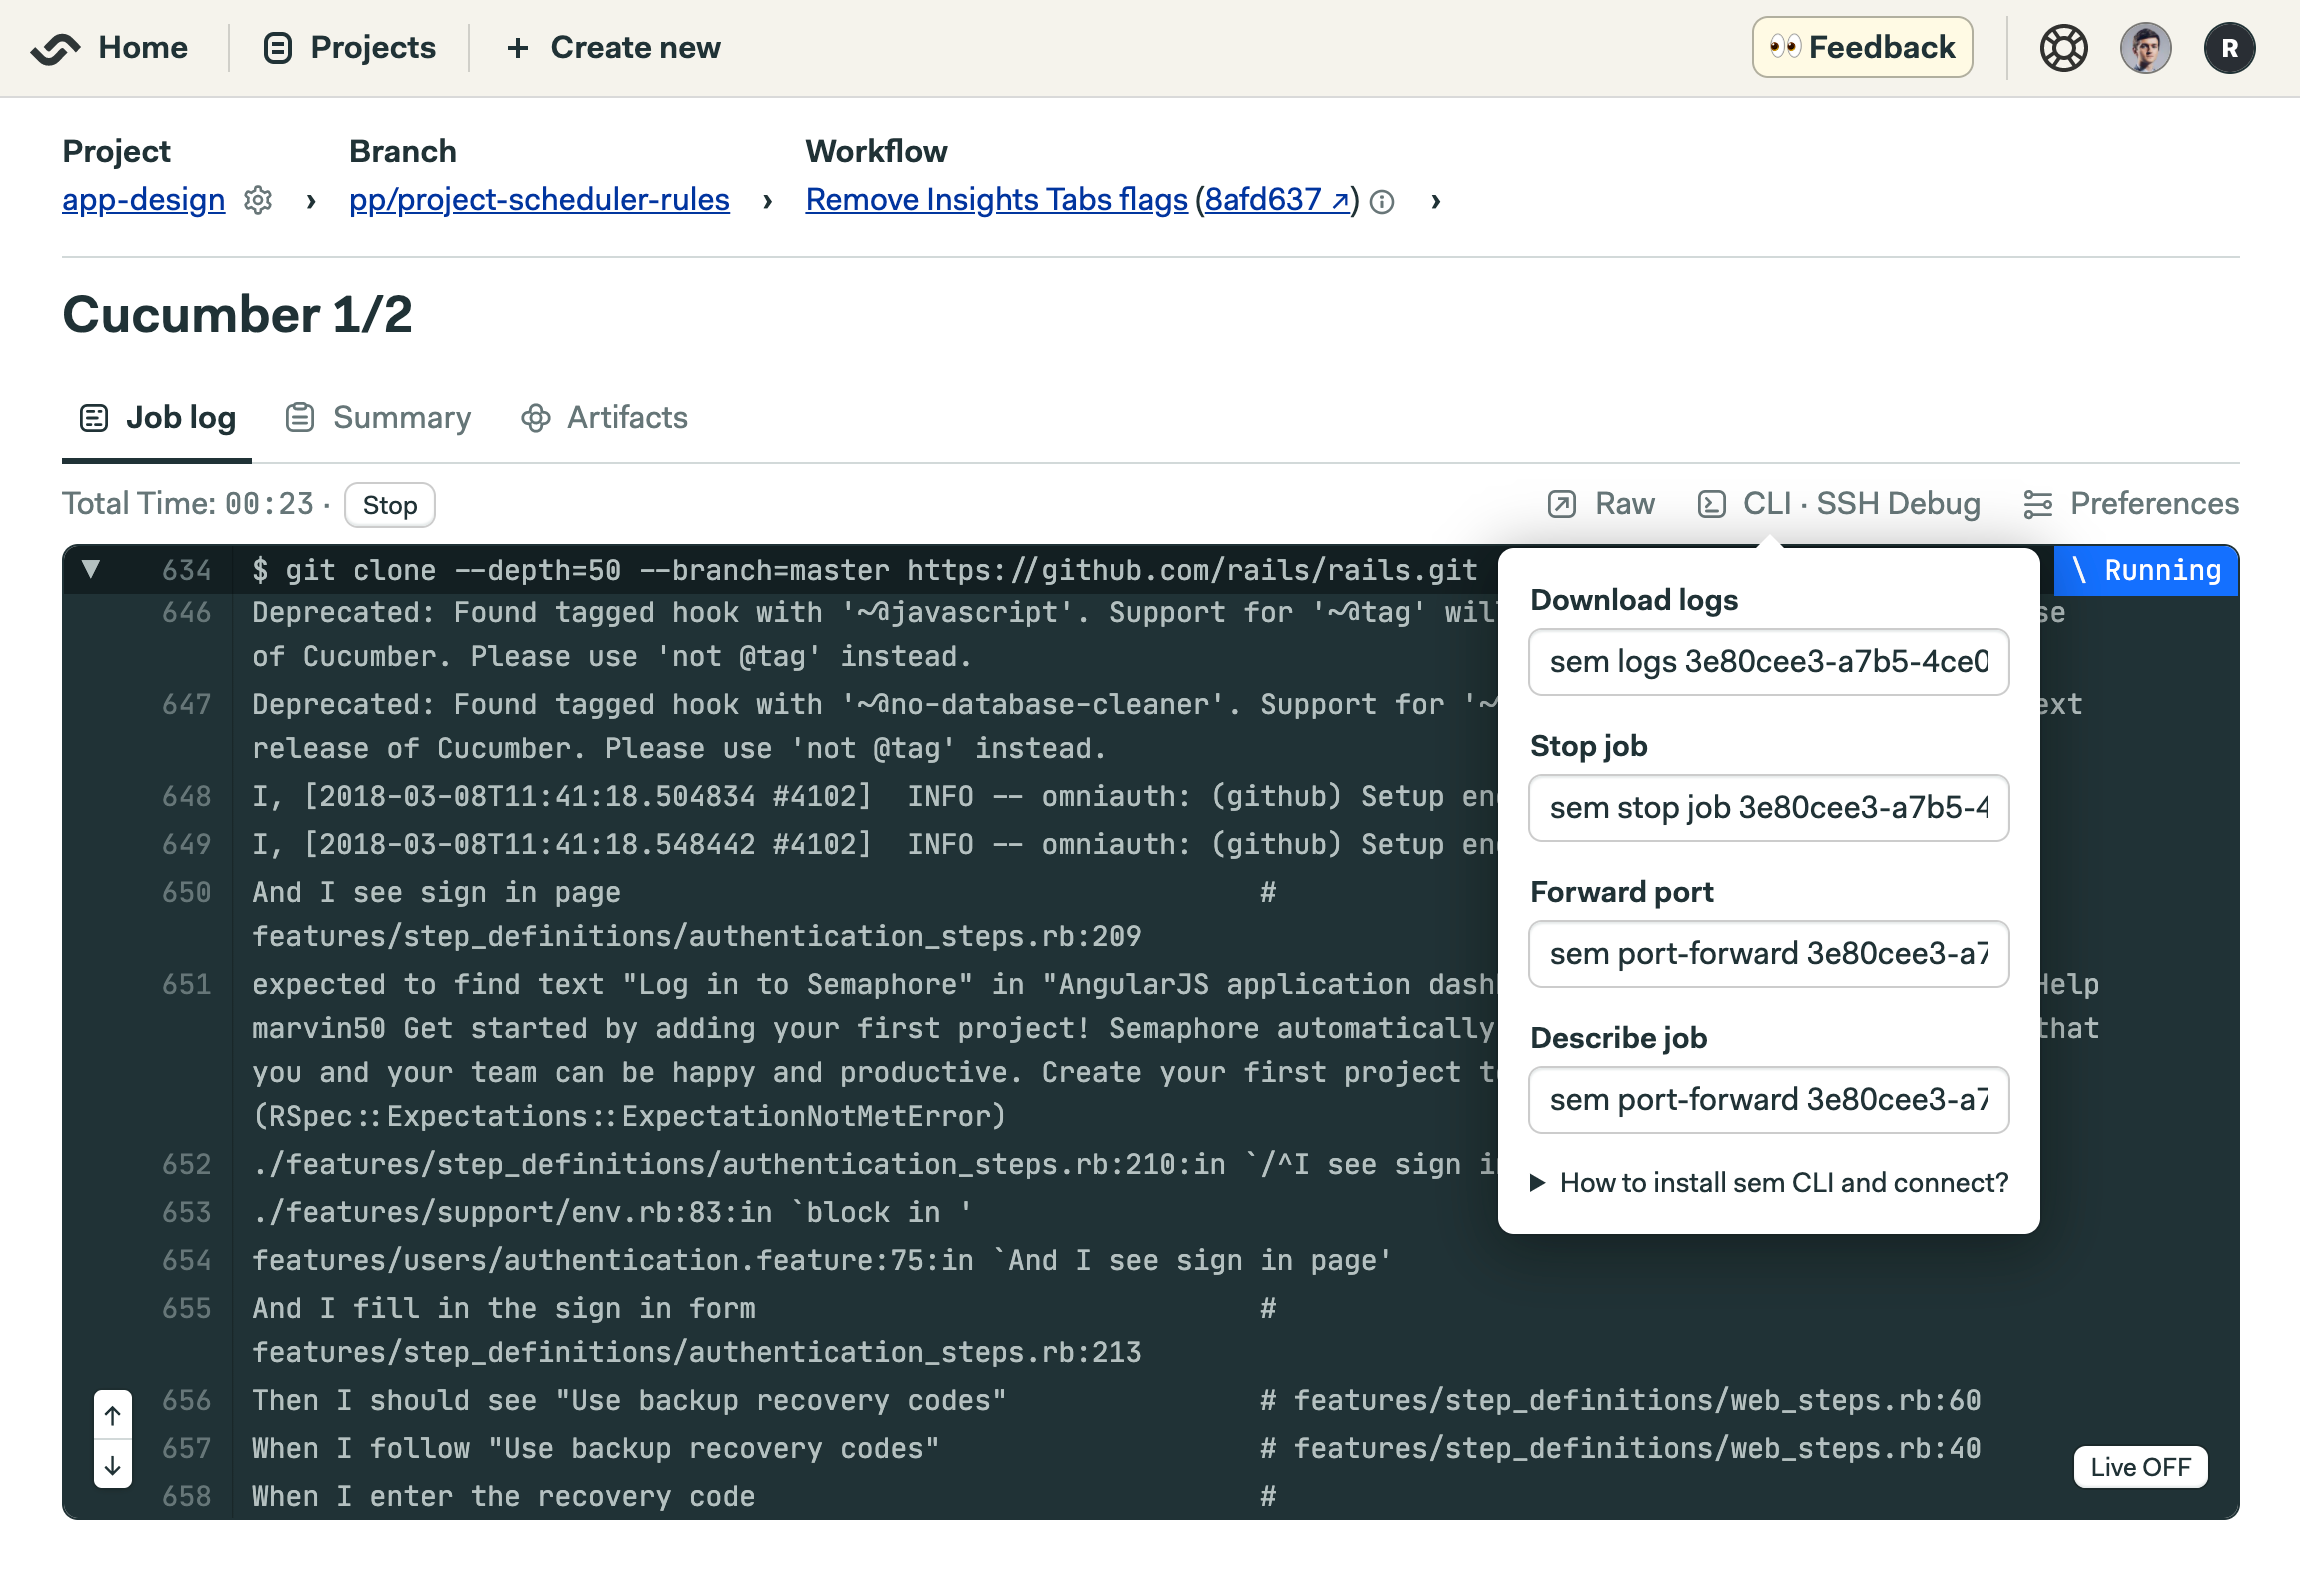 Home
Projects
+ Create new
Feedback
R
Project
Branch
Workflow
app-design
› pp/project-scheduler-rules
› Remove Insights Tabs flags (8afd637 ↗) ›
Cucumber 1/2
Job log
Summary
Artifacts
Total Time: 00:23 · Stop
Raw
CLI · SSH Debug
Preferences
634 $ git clone --depth=50 --branch=master https://github.com/rails/rails.git
\ Running
646 Deprecated: Found tagged hook with '~@javascript'. Support for '~@tag' wil se
of Cucumber. Please use 'not @tag' instead.
647 Deprecated: Found tagged hook with '~@no-database-cleaner'. Support for '~ ext
release of Cucumber. Please use 'not @tag' instead.
648 I, [2018-03-08T11:41:18.504834 #4102]  INFO -- omniauth: (github) Setup en
649 I, [2018-03-08T11:41:18.548442 #4102]  INFO -- omniauth: (github) Setup en
650 And I see sign in page #
features/step_definitions/authentication_steps.rb:209
651 expected to find text "Log in to Semaphore" in "AngularJS application dash Help
marvin50 Get started by adding your first project! Semaphore automatically that
you and your team can be happy and productive. Create your first project t
(RSpec::Expectations::ExpectationNotMetError)
652 ./features/step_definitions/authentication_steps.rb:210:in `/^I see sign i
653 ./features/support/env.rb:83:in `block in '
654 features/users/authentication.feature:75:in `And I see sign in page'
655 And I fill in the sign in form #
features/step_definitions/authentication_steps.rb:213
656 Then I should see "Use backup recovery codes" # features/step_definitions/web_steps.rb:60
657 When I follow "Use backup recovery codes" # features/step_definitions/web_steps.rb:40
658 When I enter the recovery code #
Download logs
sem logs 3e80cee3-a7b5-4ce0
Stop job
sem stop job 3e80cee3-a7b5-4
Forward port
sem port-forward 3e80cee3-a7
Describe job
sem port-forward 3e80cee3-a7
How to install sem CLI and connect?
Live OFF